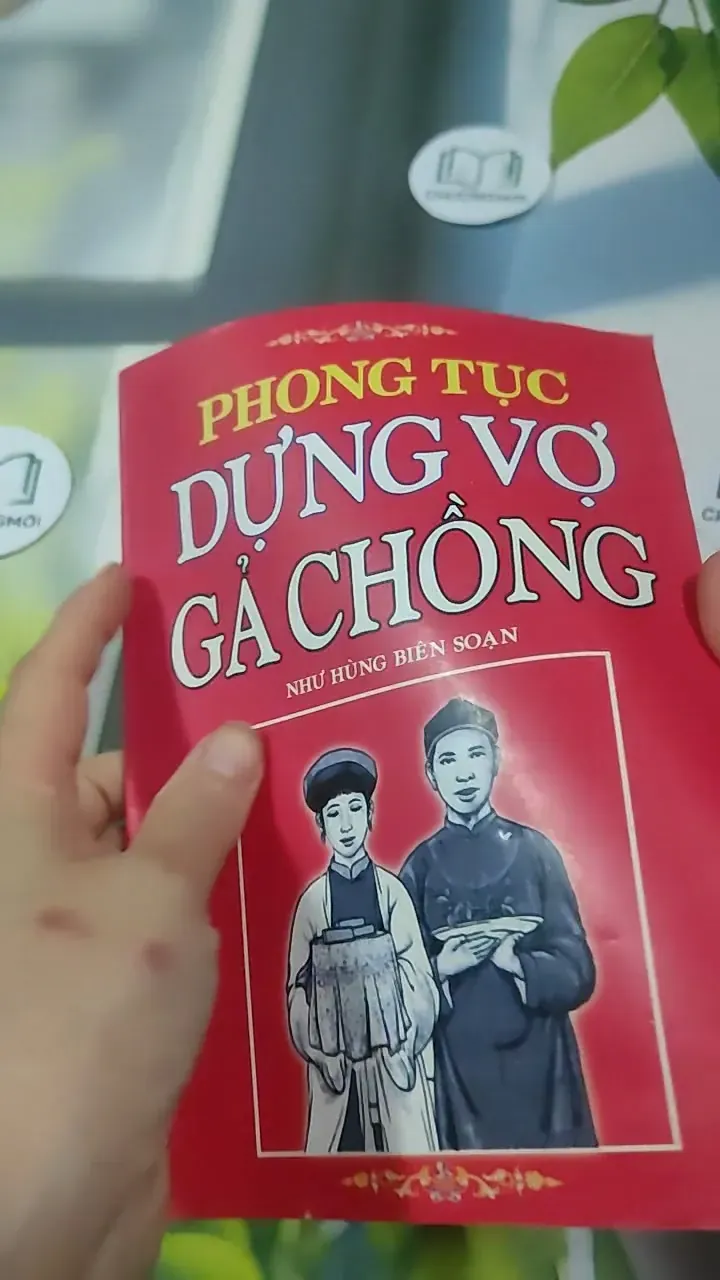 PHONG TỤC
DỰNG VỢ
GẢ CHỒNG
NHƯ HÙNG BIÊN SOẠN